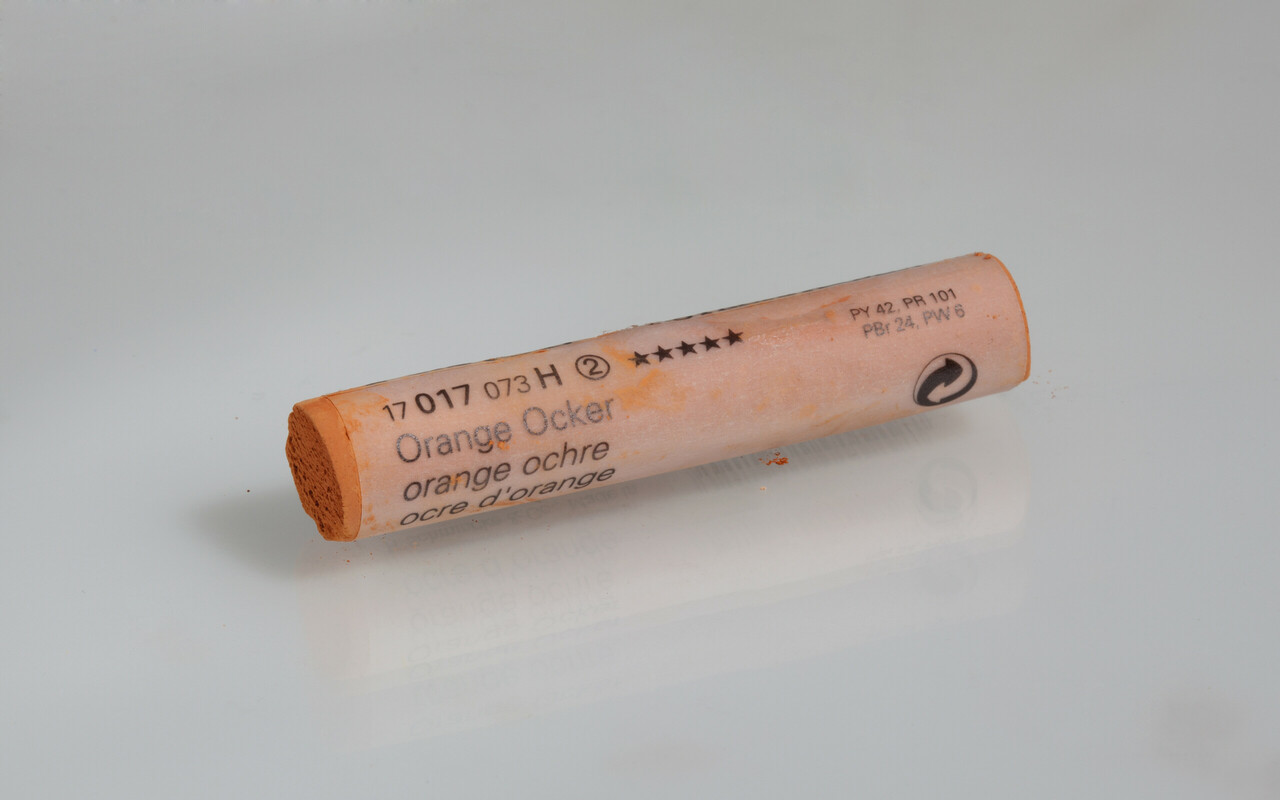 17 017 073 H ② ★★★★★
Orange Ocker
orange ochre
ocre d'orange
PY 42, PR 101
PBr 24, PW 6